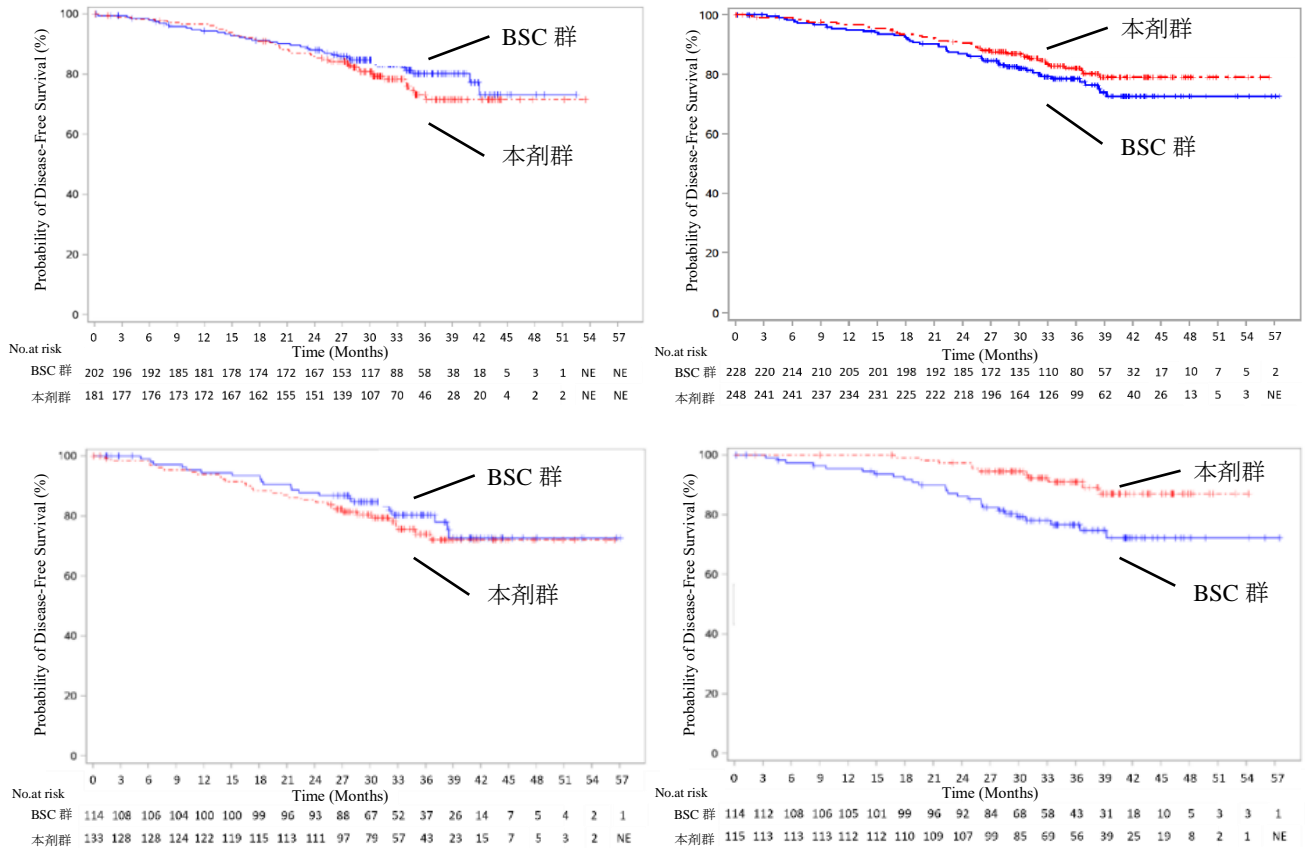 Probability of Disease-Free Survival (%)
100
80
60
40
20
0
BSC 群
本剤群
0 3 6 9 12 15 18 21 24 27 30 33 36 39 42 45 48 51 54 57
No.at risk
Time (Months)
BSC 群 202 196 192 185 181 178 174 172 167 153 117 88 58 38 18 5 3 1 NE NE
本剤群 181 177 176 173 172 167 162 155 151 139 107 70 46 28 20 4 2 2 NE NE
Probability of Disease-Free Survival (%)
100
80
60
40
20
0
本剤群
BSC 群
0 3 6 9 12 15 18 21 24 27 30 33 36 39 42 45 48 51 54 57
No.at risk
Time (Months)
BSC 群 228 220 214 210 205 201 198 192 185 172 135 110 80 57 32 17 10 7 5 2
本剤群 248 241 241 237 234 231 225 222 218 196 164 126 99 62 40 26 13 5 3 NE
Probability of Disease-Free Survival (%)
100
80
60
40
20
0
BSC 群
本剤群
0 3 6 9 12 15 18 21 24 27 30 33 36 39 42 45 48 51 54 57
No.at risk
Time (Months)
BSC 群 114 108 106 104 100 100 99 96 93 88 67 52 37 26 14 7 5 4 2 1
本剤群 133 128 128 124 122 119 115 113 111 97 79 57 43 23 15 7 5 3 2 NE
Probability of Disease-Free Survival (%)
100
80
60
40
20
0
本剤群
BSC 群
0 3 6 9 12 15 18 21 24 27 30 33 36 39 42 45 48 51 54 57
No.at risk
Time (Months)
BSC 群 114 112 108 106 105 101 99 96 92 84 68 58 43 31 18 10 5 3 3 1
本剤群 115 113 113 113 112 112 110 109 107 99 85 69 56 39 25 19 8 2 1 NE